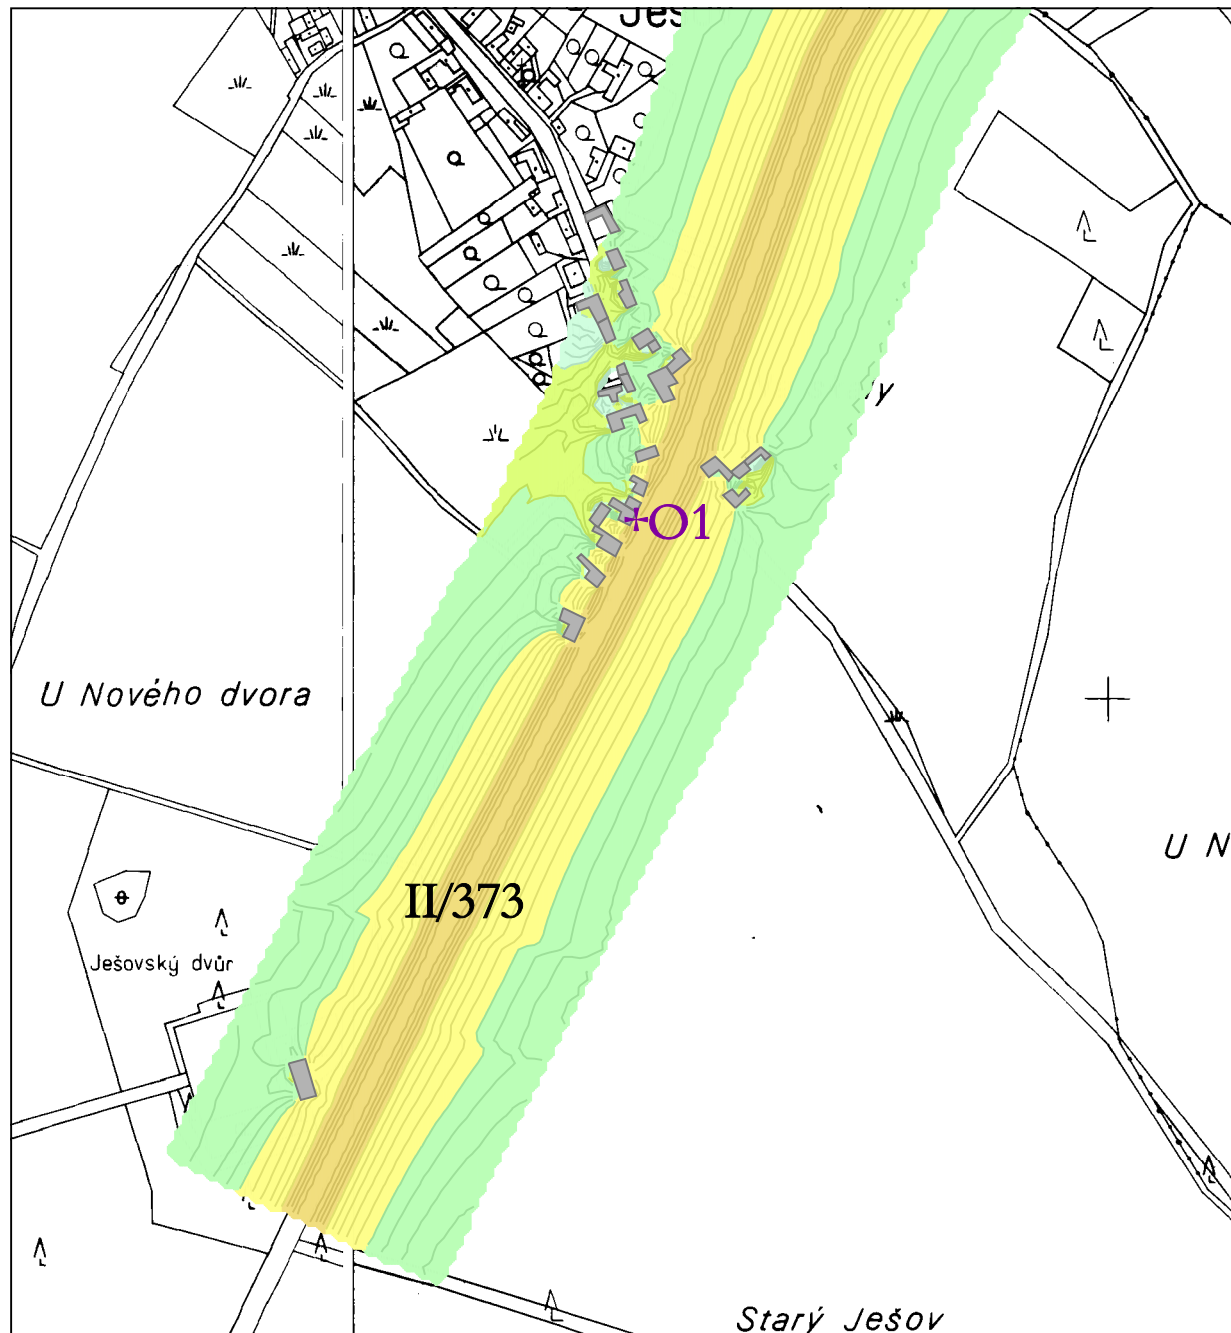 O1
U Nového dvora
U N
II/373
Ješovský dvůr
Starý Ješov